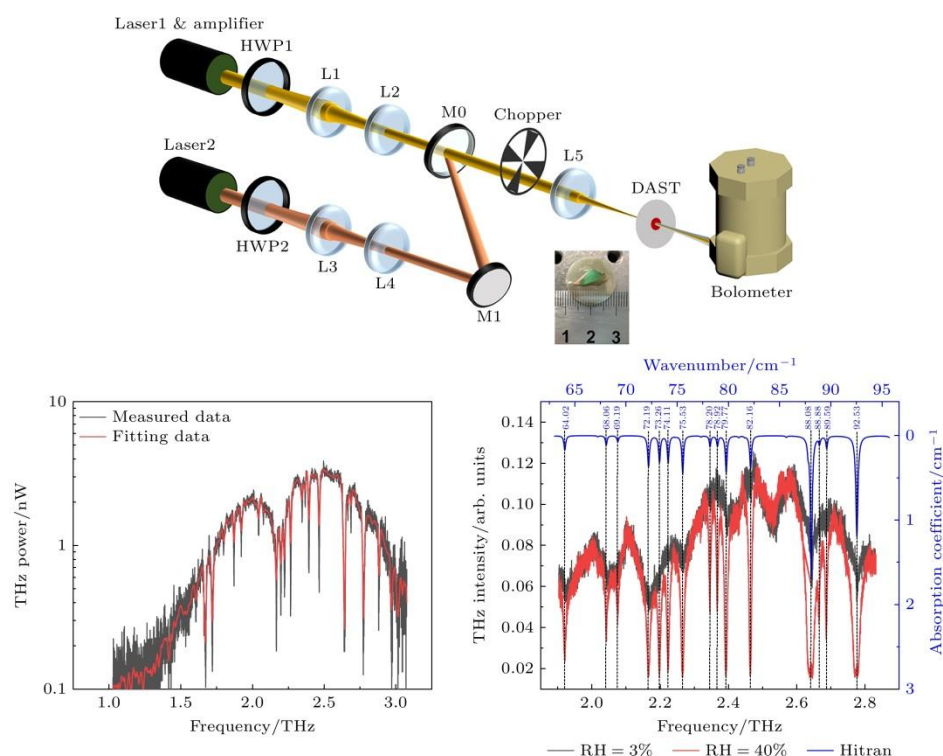 Laser1 & amplifier
HWP1
L1
L2
M0
Chopper
L5
DAST
Bolometer
Laser2
HWP2
L3
L4
M1
1 2 3
10
1
0.1
THz power/nW
Measured data
Fitting data
1.0 1.5 2.0 2.5 3.0
Frequency/THz
Wavenumber/cm⁻¹
65 70 75 80 85 90 95
64.02 68.06 69.19 72.19 73.26 74.11 75.53 78.20 78.92 79.77 82.16 88.08 88.88 89.59 92.53
0.14
0.12
0.10
0.08
0.06
0.04
0.02
THz intensity/arb. units
0
1
2
3
Absorption coefficient/cm⁻¹
2.0 2.2 2.4 2.6 2.8
Frequency/THz
RH = 3% RH = 40% Hitran